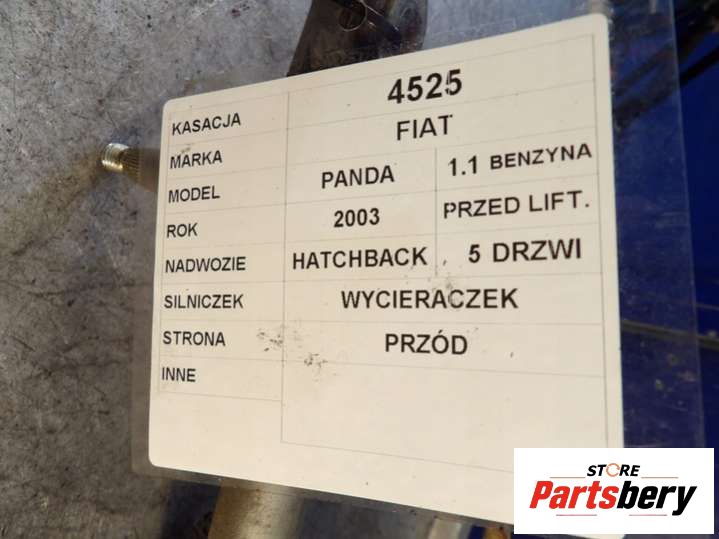 KASACJA 4525
MARKA FIAT
MODEL PANDA 1.1 BENZYNA
ROK 2003 PRZED LIFT.
NADWOZIE HATCHBACK 5 DRZWI
SILNICZEK WYCIERACZEK
STRONA PRZÓD
INNE
STORE
Partsbery